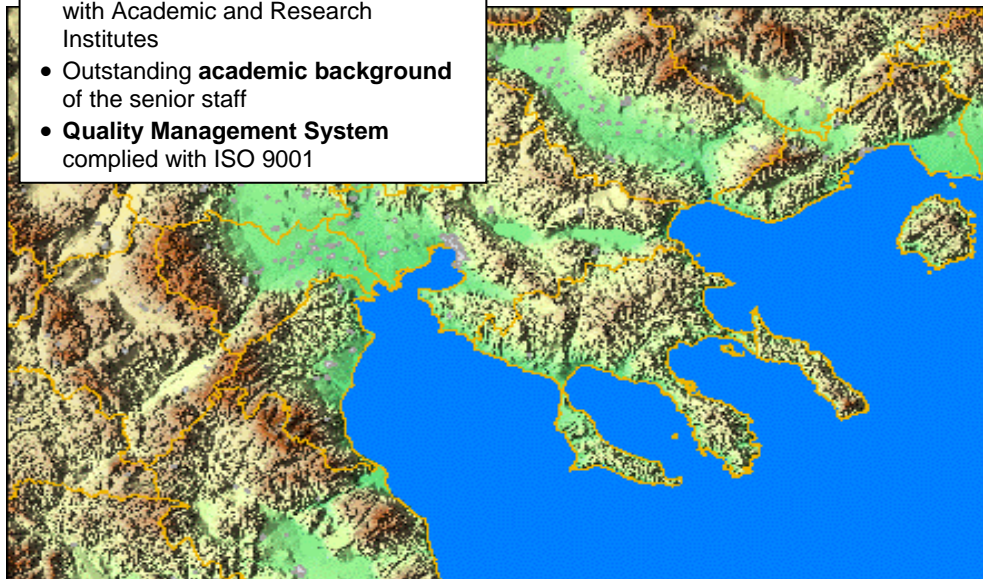 with Academic and Research
Institutes
• Outstanding academic background
of the senior staff
• Quality Management System
complied with ISO 9001